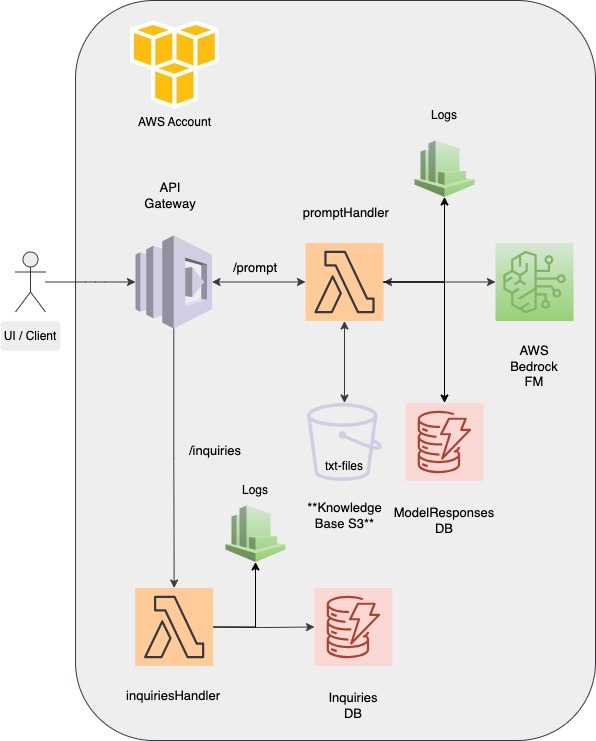 AWS Account
Logs
API
Gateway
promptHandler
/prompt
UI / Client
AWS
Bedrock
FM
/inquiries
txt-files
**Knowledge
Base S3**
ModelResponses
DB
Logs
inquiriesHandler
Inquiries
DB